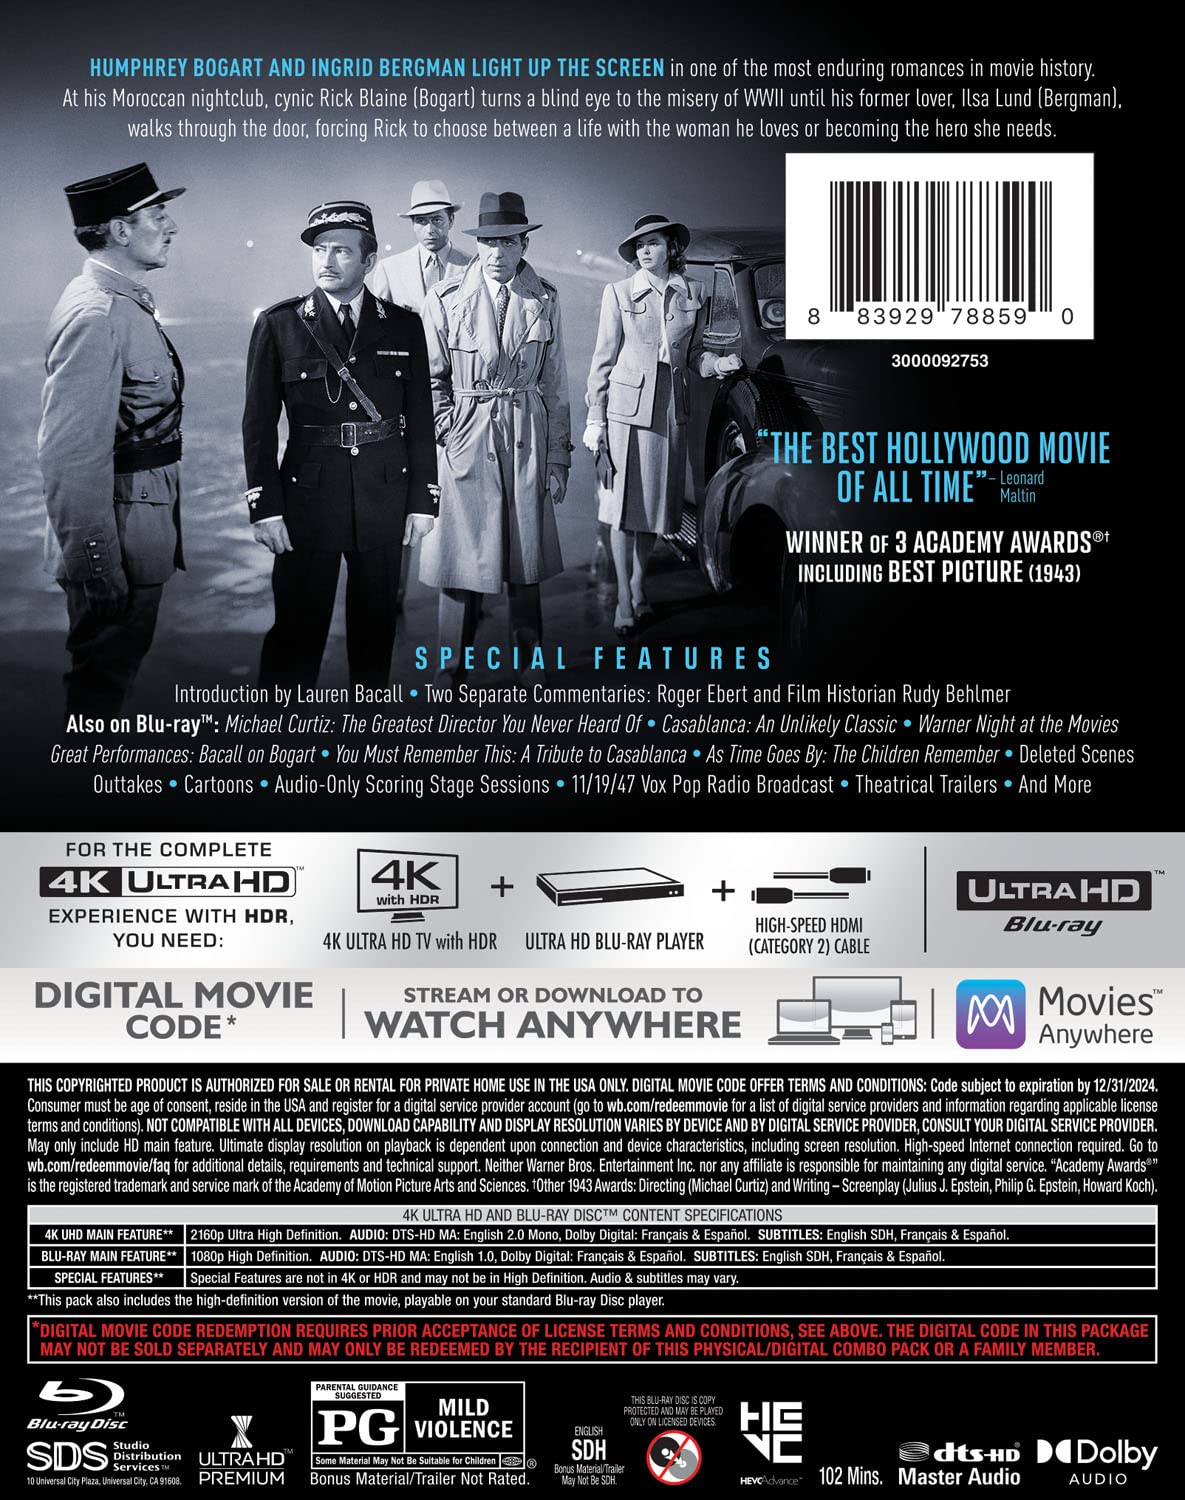 HUMPHREY BOGART AND INGRID BERGMAN LIGHT UP THE SCREEN in one of the most enduring romances in movie history.
At his Moroccan nightclub, cynic Rick Blaine (Bogart) turns a blind eye to the misery of WWII until his former lover, Ilsa Lund (Bergman),
walks through the door, forcing Rick to choose between a life with the woman he loves or becoming the hero she needs.
8 83929 78859 0
3000092753
“THE BEST HOLLYWOOD MOVIE
OF ALL TIME” – Leonard
Maltin
WINNER OF 3 ACADEMY AWARDS®†
INCLUDING BEST PICTURE (1943)
SPECIAL FEATURES
Introduction by Lauren Bacall • Two Separate Commentaries: Roger Ebert and Film Historian Rudy Behlmer
Also on Blu-ray™: Michael Curtiz: The Greatest Director You Never Heard Of • Casablanca: An Unlikely Classic • Warner Night at the Movies
Great Performances: Bacall on Bogart • You Must Remember This: A Tribute to Casablanca • As Time Goes By: The Children Remember • Deleted Scenes
Outtakes • Cartoons • Audio-Only Scoring Stage Sessions • 11/19/47 Vox Pop Radio Broadcast • Theatrical Trailers • And More
FOR THE COMPLETE
4K ULTRA HD™
EXPERIENCE WITH HDR,
YOU NEED:
4K
with HDR
4K ULTRA HD TV with HDR
+
ULTRA HD BLU-RAY PLAYER
+
HIGH-SPEED HDMI
(CATEGORY 2) CABLE
ULTRA HD™
Blu-ray
DIGITAL MOVIE
CODE*
STREAM OR DOWNLOAD TO
WATCH ANYWHERE
Movies™
Anywhere
THIS COPYRIGHTED PRODUCT IS AUTHORIZED FOR SALE OR RENTAL FOR PRIVATE HOME USE IN THE USA ONLY. DIGITAL MOVIE CODE OFFER TERMS AND CONDITIONS: Code subject to expiration by 12/31/2024.
Consumer must be age of consent, reside in the USA and register for a digital service provider account (go to wb.com/redeemmovie for a list of digital service providers and information regarding applicable license
terms and conditions). NOT COMPATIBLE WITH ALL DEVICES, DOWNLOAD CAPABILITY AND DISPLAY RESOLUTION VARIES BY DEVICE AND BY DIGITAL SERVICE PROVIDER, CONSULT YOUR DIGITAL SERVICE PROVIDER.
May only include HD main feature. Ultimate display resolution on playback is dependent upon connection and device characteristics, including screen resolution. High-speed Internet connection required. Go to
wb.com/redeemmovie/faq for additional details, requirements and technical support. Neither Warner Bros. Entertainment Inc. nor any affiliate is responsible for maintaining any digital service. “Academy Awards®”
is the registered trademark and service mark of the Academy of Motion Picture Arts and Sciences. †Other 1943 Awards: Directing (Michael Curtiz) and Writing – Screenplay (Julius J. Epstein, Philip G. Epstein, Howard Koch).
4K ULTRA HD AND BLU-RAY DISC™ CONTENT SPECIFICATIONS
4K UHD MAIN FEATURE** 2160p Ultra High Definition. AUDIO: DTS-HD MA: English 2.0 Mono, Dolby Digital: Français & Español. SUBTITLES: English SDH, Français & Español.
BLU-RAY MAIN FEATURE** 1080p High Definition. AUDIO: DTS-HD MA: English 1.0, Dolby Digital: Français & Español. SUBTITLES: English SDH, Français & Español.
SPECIAL FEATURES** Special Features are not in 4K or HDR and may not be in High Definition. Audio & subtitles may vary.
**This pack also includes the high-definition version of the movie, playable on your standard Blu-ray Disc player.
*DIGITAL MOVIE CODE REDEMPTION REQUIRES PRIOR ACCEPTANCE OF LICENSE TERMS AND CONDITIONS, SEE ABOVE. THE DIGITAL CODE IN THIS PACKAGE
MAY NOT BE SOLD SEPARATELY AND MAY ONLY BE REDEEMED BY THE RECIPIENT OF THIS PHYSICAL/DIGITAL COMBO PACK OR A FAMILY MEMBER.
Blu-ray Disc™
SDS Studio
Distribution
Services™
10 Universal City Plaza, Universal City, CA 91608.
ULTRA HD™
PREMIUM
PARENTAL GUIDANCE
SUGGESTED
PG
MILD
VIOLENCE
Some Material May Not Be Suitable for Children
®
Bonus Material/Trailer Not Rated.
ENGLISH
SDH
Bonus Material/Trailer
May Not Be SDH.
THIS BLU-RAY DISC IS COPY
PROTECTED AND MAY BE PLAYED
ONLY ON LICENSED DEVICES.
HEVC
HEVCAdvance™
102 Mins.
dts-HD®
Master Audio
Dolby
AUDIO